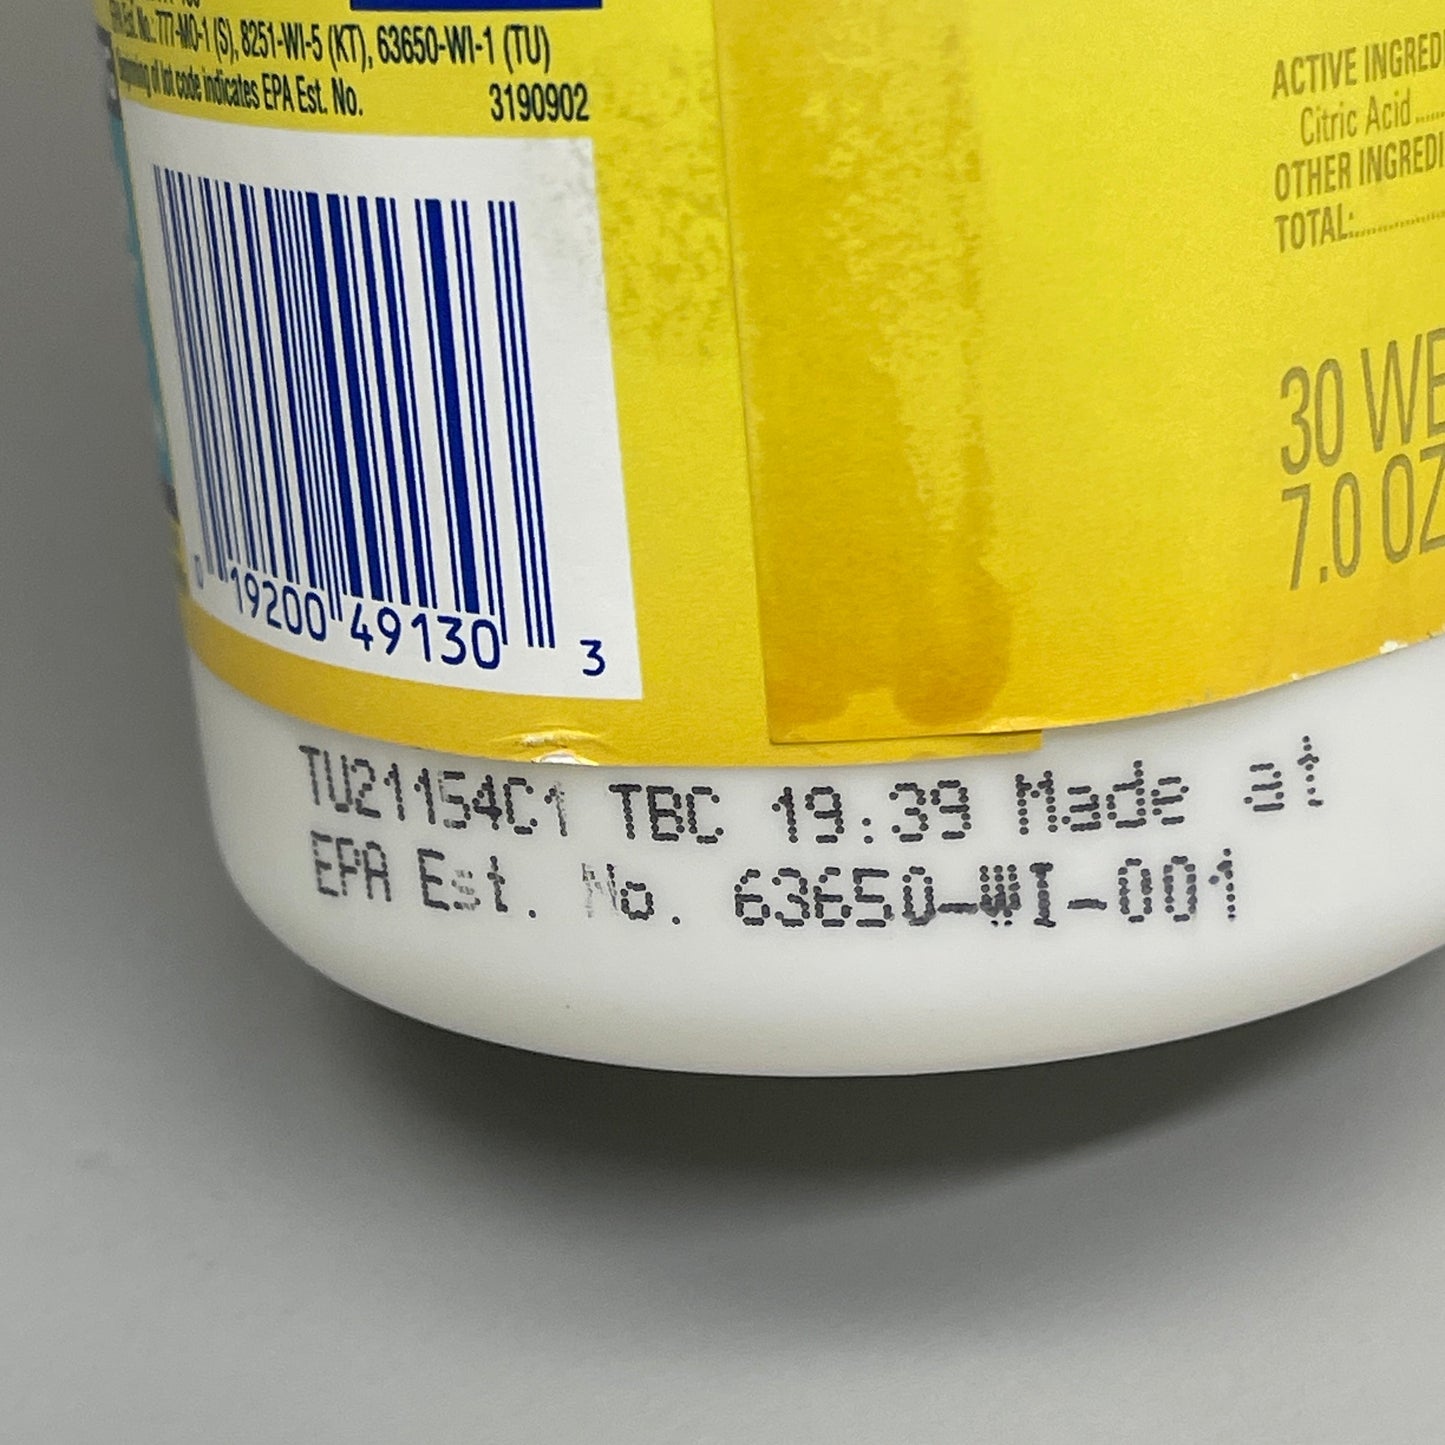 EPA Est. No.: 777-MO-1 (S), 8251-WI-5 (KT), 63650-WI-1 (TU)
Beginning of lot code indicates EPA Est. No. 3190902
0 19200 49130 3
ACTIVE INGREDI
Citric Acid
OTHER INGREDI
TOTAL:
30 WE
7.0 OZ
TU21154C1 TBC 19:39 Made at
EPA Est. No. 63650-WI-001